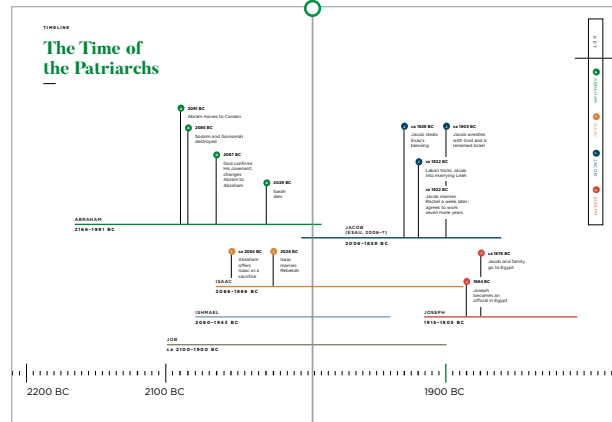 TIMELINE
The Time of
the Patriarchs
KEY
ABRAHAM
ISAAC
JACOB
JOSEPH
2091 BC
Abram moves to Canaan
2085 BC
Sodom and Gomorrah
destroyed
2067 BC
God confirms
His covenant;
changes
Abram to
Abraham
2029 BC
Sarah
dies
ABRAHAM
2166–1991 BC
ca 1929 BC
Jacob steals
Esau's
blessing
ca 1903 BC
Jacob wrestles
with God and is
renamed Israel
ca 1922 BC
Laban tricks Jacob
into marrying Leah
ca 1922 BC
Jacob marries
Rachel a week later;
agrees to work
seven more years
JACOB
(ESAU, 2006–?)
2006–1859 BC
ca 2054 BC
Abraham
offers
Isaac as a
sacrifice
2026 BC
Isaac
marries
Rebekah
ISAAC
2066–1886 BC
ca 1876 BC
Jacob and family
go to Egypt
1884 BC
Joseph
becomes an
official in Egypt
ISHMAEL
2080–1943 BC
JOSEPH
1915–1805 BC
JOB
ca 2100–1900 BC
2200 BC
2100 BC
1900 BC